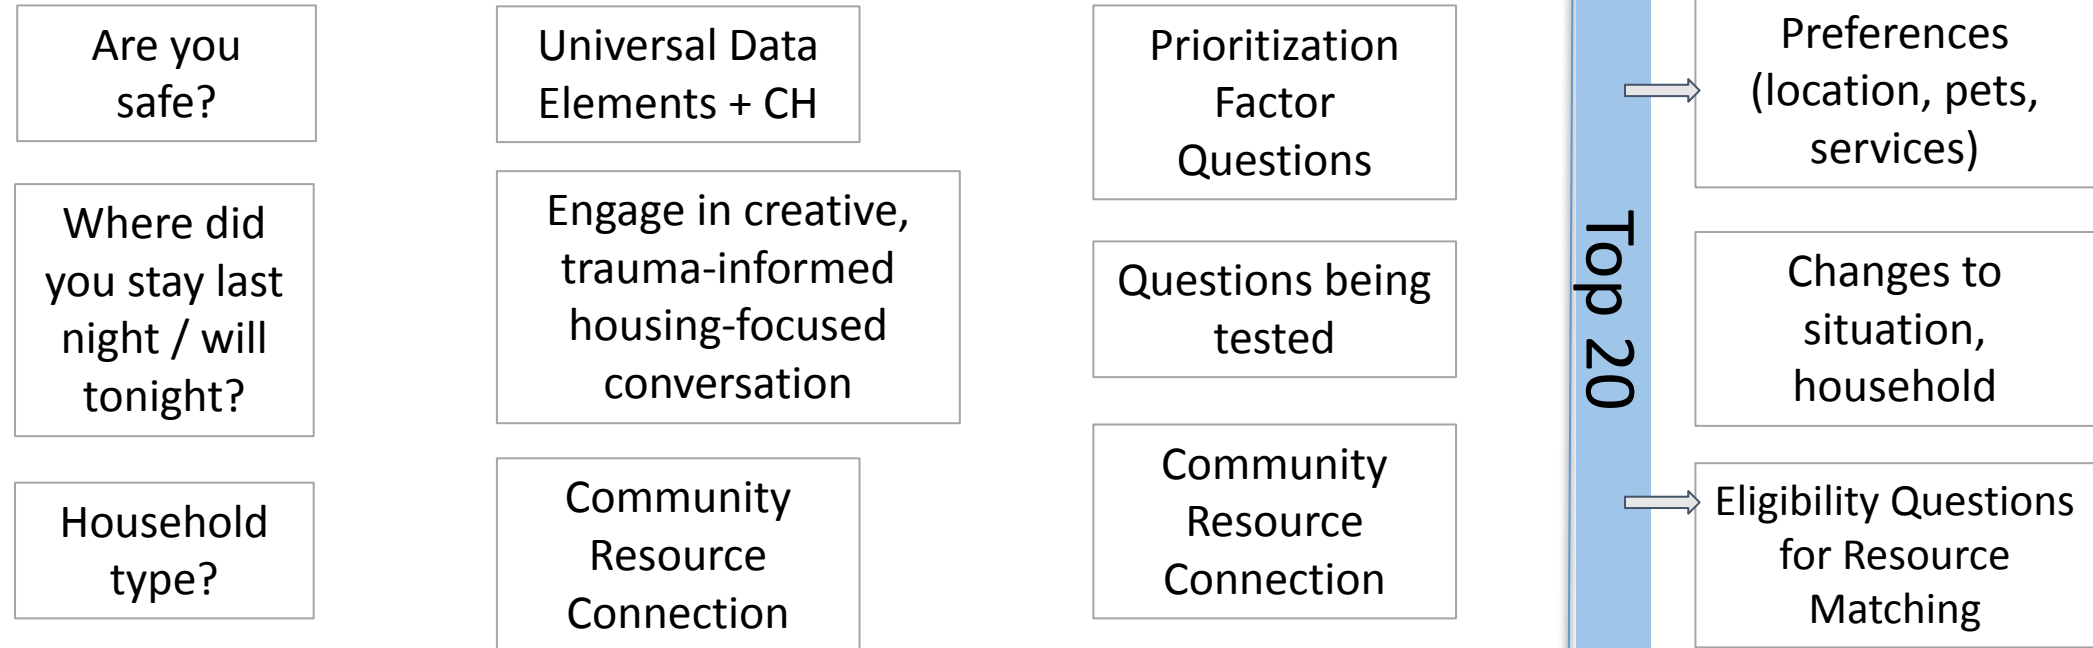 Are you
safe?
Where did
you stay last
night / will
tonight?
Household
type?
Universal Data
Elements + CH
Engage in creative,
trauma-informed
housing-focused
conversation
Community
Resource
Connection
Prioritization
Factor
Questions
Questions being
tested
Community
Resource
Connection
Top 20
Preferences
(location, pets,
services)
Changes to
situation,
household
Eligibility Questions
for Resource
Matching